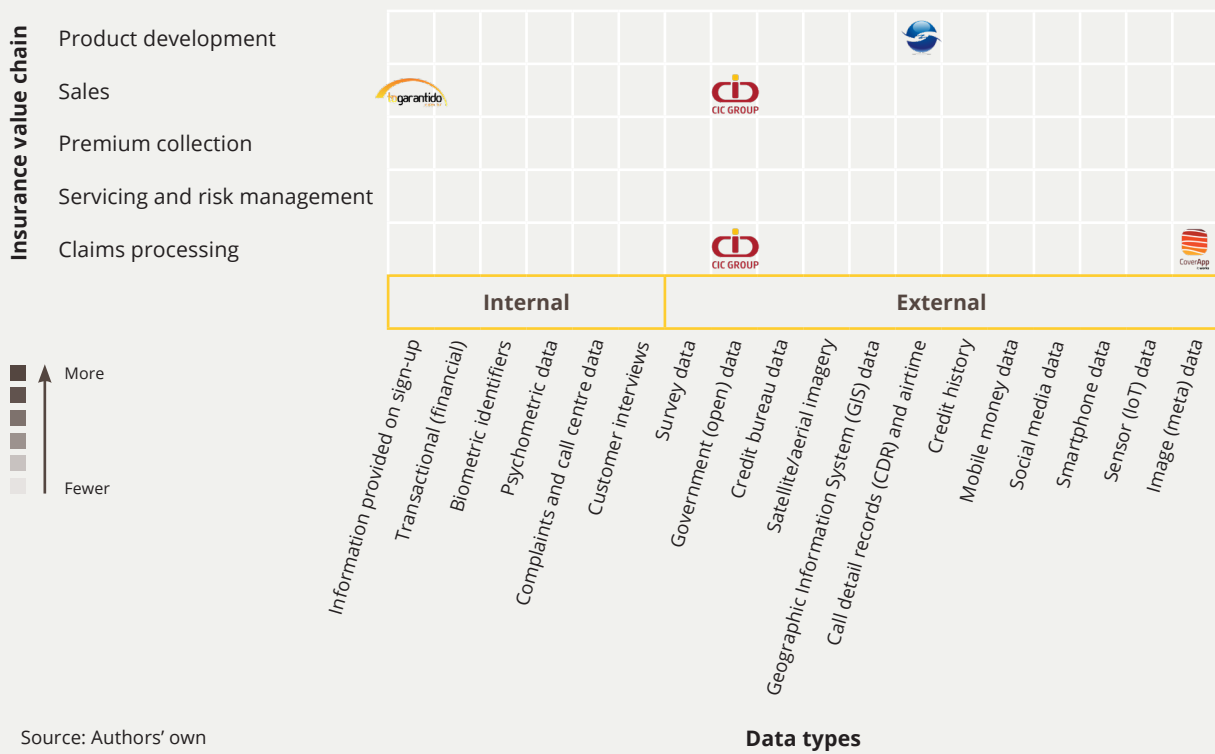 Insurance value chain
Product development
Sales
garantido
CIC GROUP
Premium collection
Servicing and risk management
Claims processing
CIC GROUP
CoverApp
Internal
External
More
Fewer
Information provided on sign-up
Transactional (financial)
Biometric identifiers
Psychometric data
Complaints and call centre data
Customer interviews
Survey data
Government (open) data
Credit bureau data
Satellite/aerial imagery
Geographic Information System (GIS) data
Call detail records (CDR) and airtime
Credit history
Mobile money data
Social media data
Smartphone data
Sensor (IoT) data
Image (meta) data
Source: Authors’ own
Data types